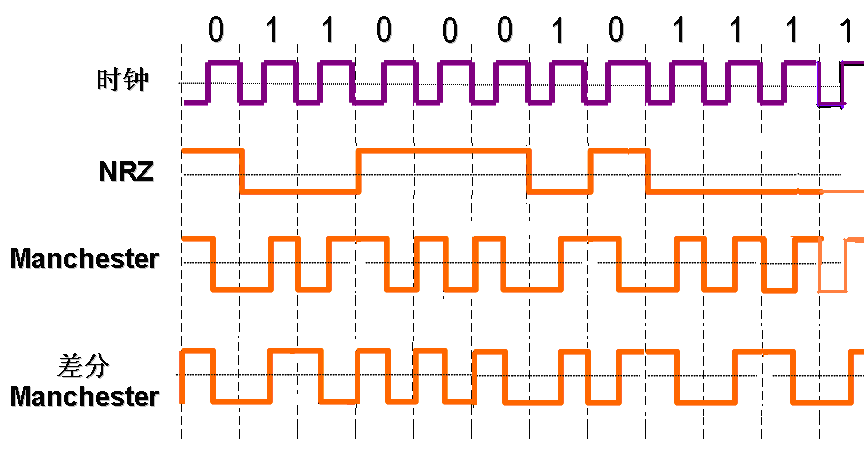 0 1 1 0 0 0 1 0 1 1 1 1
时钟
NRZ
Manchester
差分
Manchester